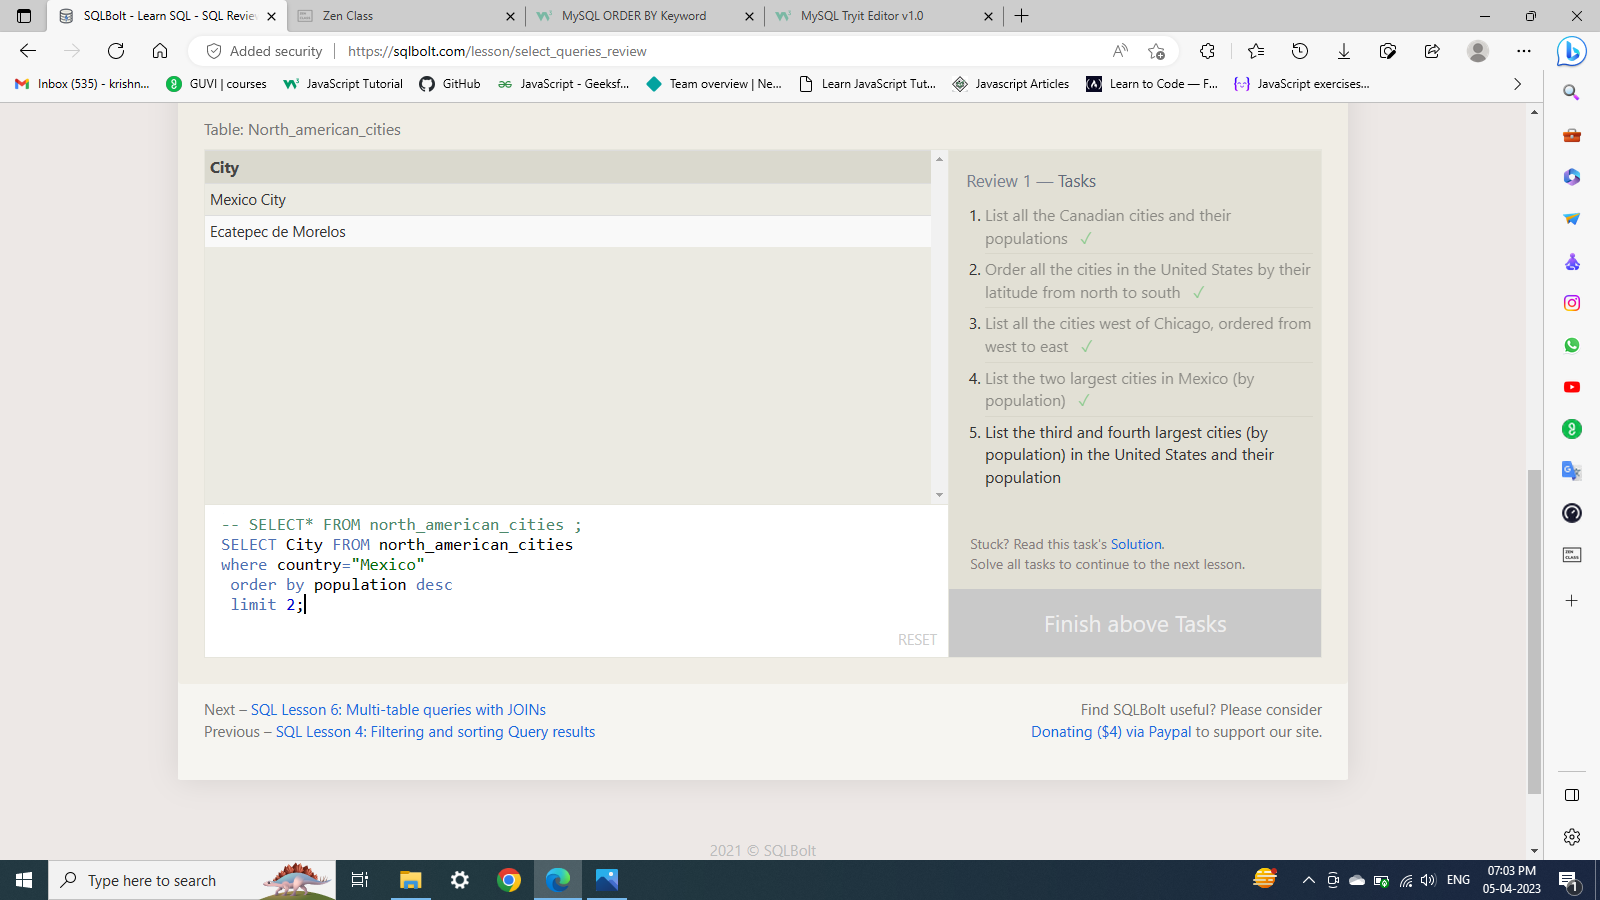 SQLBolt - Learn SQL - SQL Revie
Zen Class
MySQL ORDER BY Keyword
MySQL Tryit Editor v1.0
Added security
https://sqlbolt.com/lesson/select_queries_review
Inbox (535) - krishn...
GUVI | courses
JavaScript Tutorial
GitHub
JavaScript - Geeksf...
Team overview | Ne...
Learn JavaScript Tut...
Javascript Articles
Learn to Code — F...
JavaScript exercises...
Table: North_american_cities
City
Mexico City
Ecatepec de Morelos
Review 1 — Tasks
1. List all the Canadian cities and their
populations ✓
2. Order all the cities in the United States by their
latitude from north to south ✓
3. List all the cities west of Chicago, ordered from
west to east ✓
4. List the two largest cities in Mexico (by
population) ✓
5. List the third and fourth largest cities (by
population) in the United States and their
population
-- SELECT* FROM north_american_cities ;
SELECT City FROM north_american_cities
where country="Mexico"
order by population desc
limit 2;
RESET
Stuck? Read this task's Solution.
Solve all tasks to continue to the next lesson.
Finish above Tasks
Next – SQL Lesson 6: Multi-table queries with JOINs
Previous – SQL Lesson 4: Filtering and sorting Query results
Find SQLBolt useful? Please consider
Donating ($4) via Paypal to support our site.
2021 © SQLBolt
Type here to search
ENG
07:03 PM
05-04-2023
1